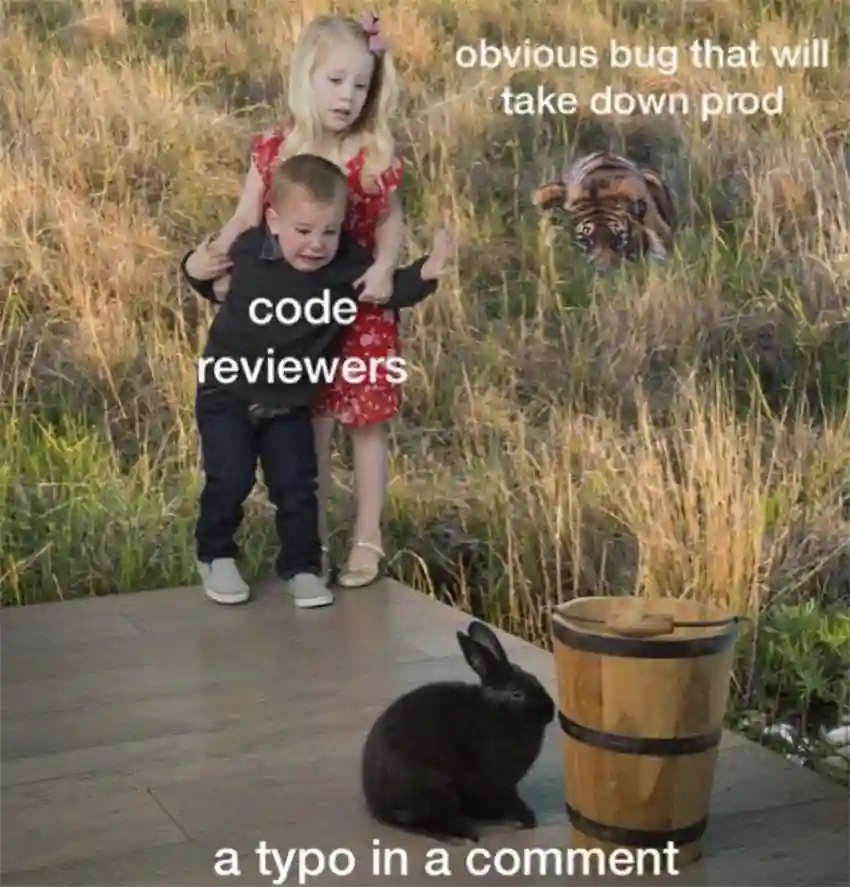 obvious bug that will
take down prod
code
reviewers
a typo in a comment